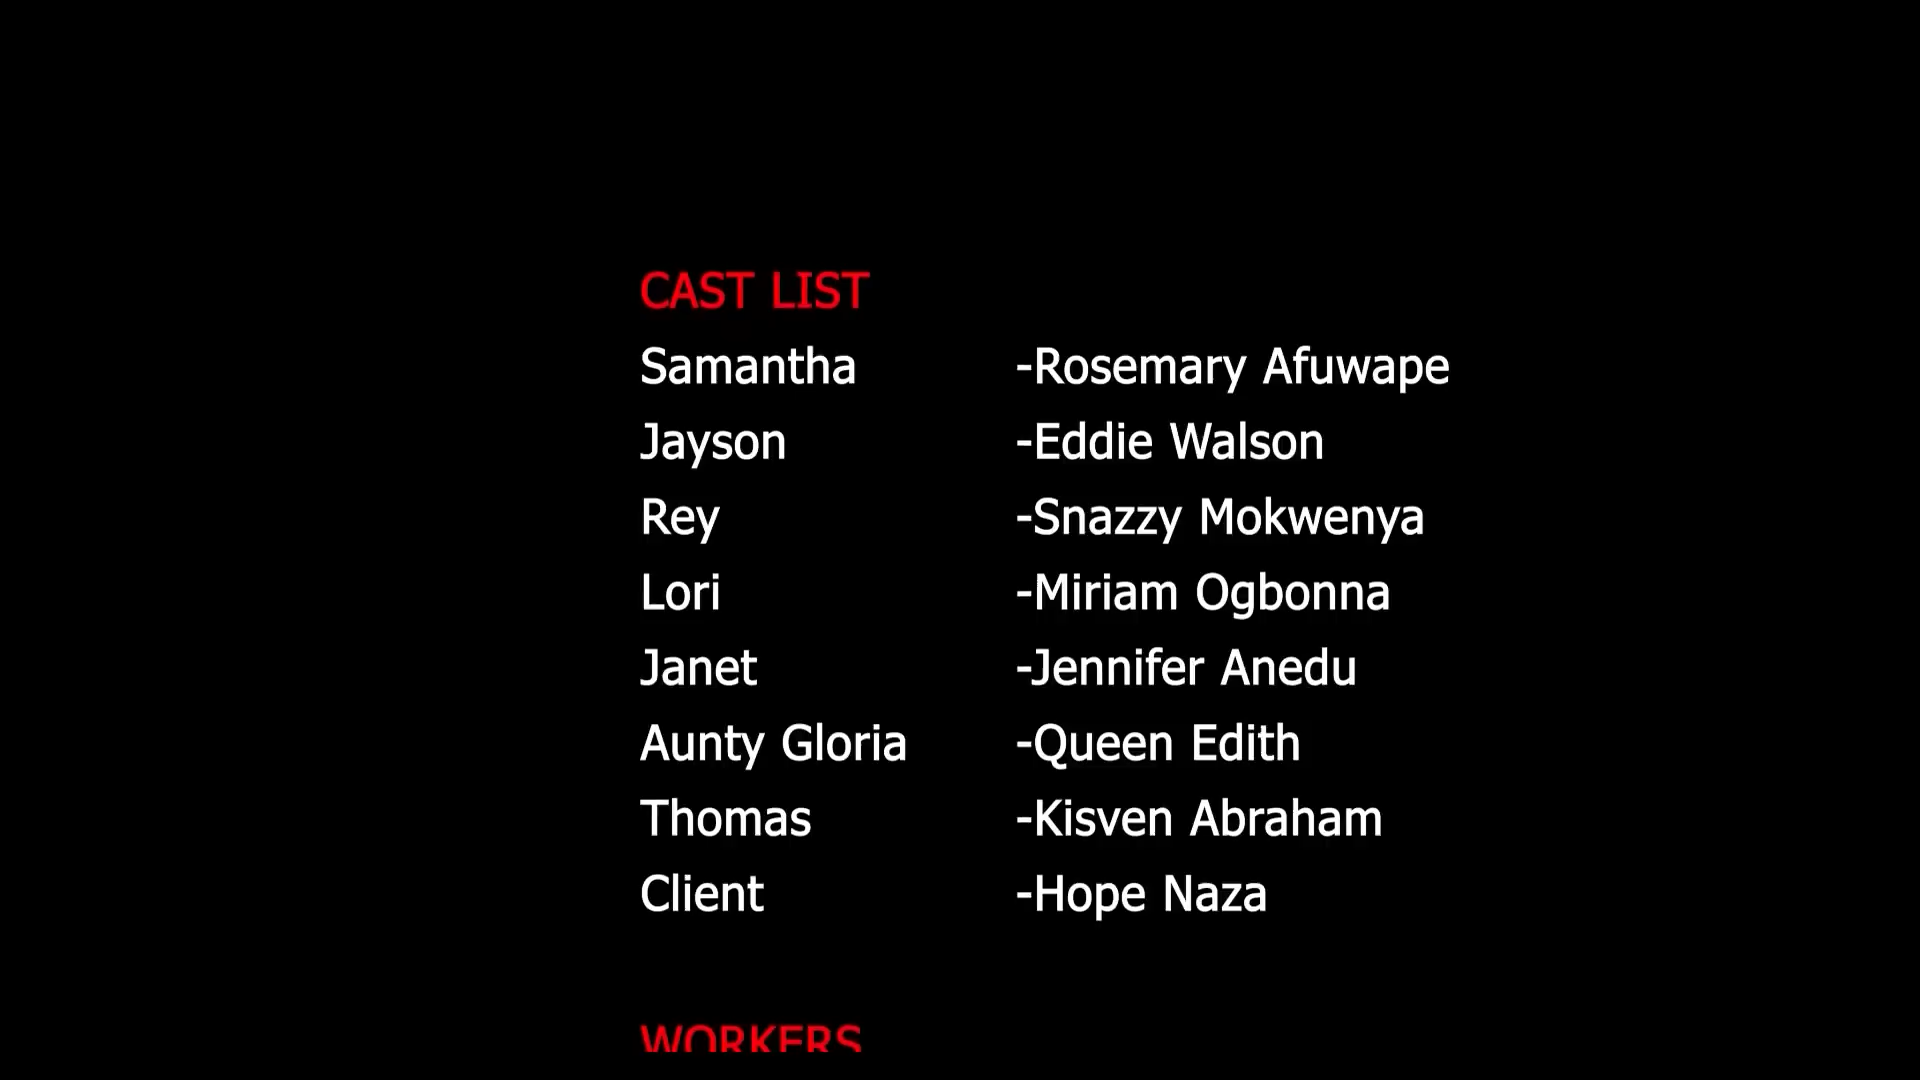 CAST LIST
Samantha -Rosemary Afuwape
Jayson -Eddie Walson
Rey -Snazzy Mokwenya
Lori -Miriam Ogbonna
Janet -Jennifer Anedu
Aunty Gloria -Queen Edith
Thomas -Kisven Abraham
Client -Hope Naza
WORKERS